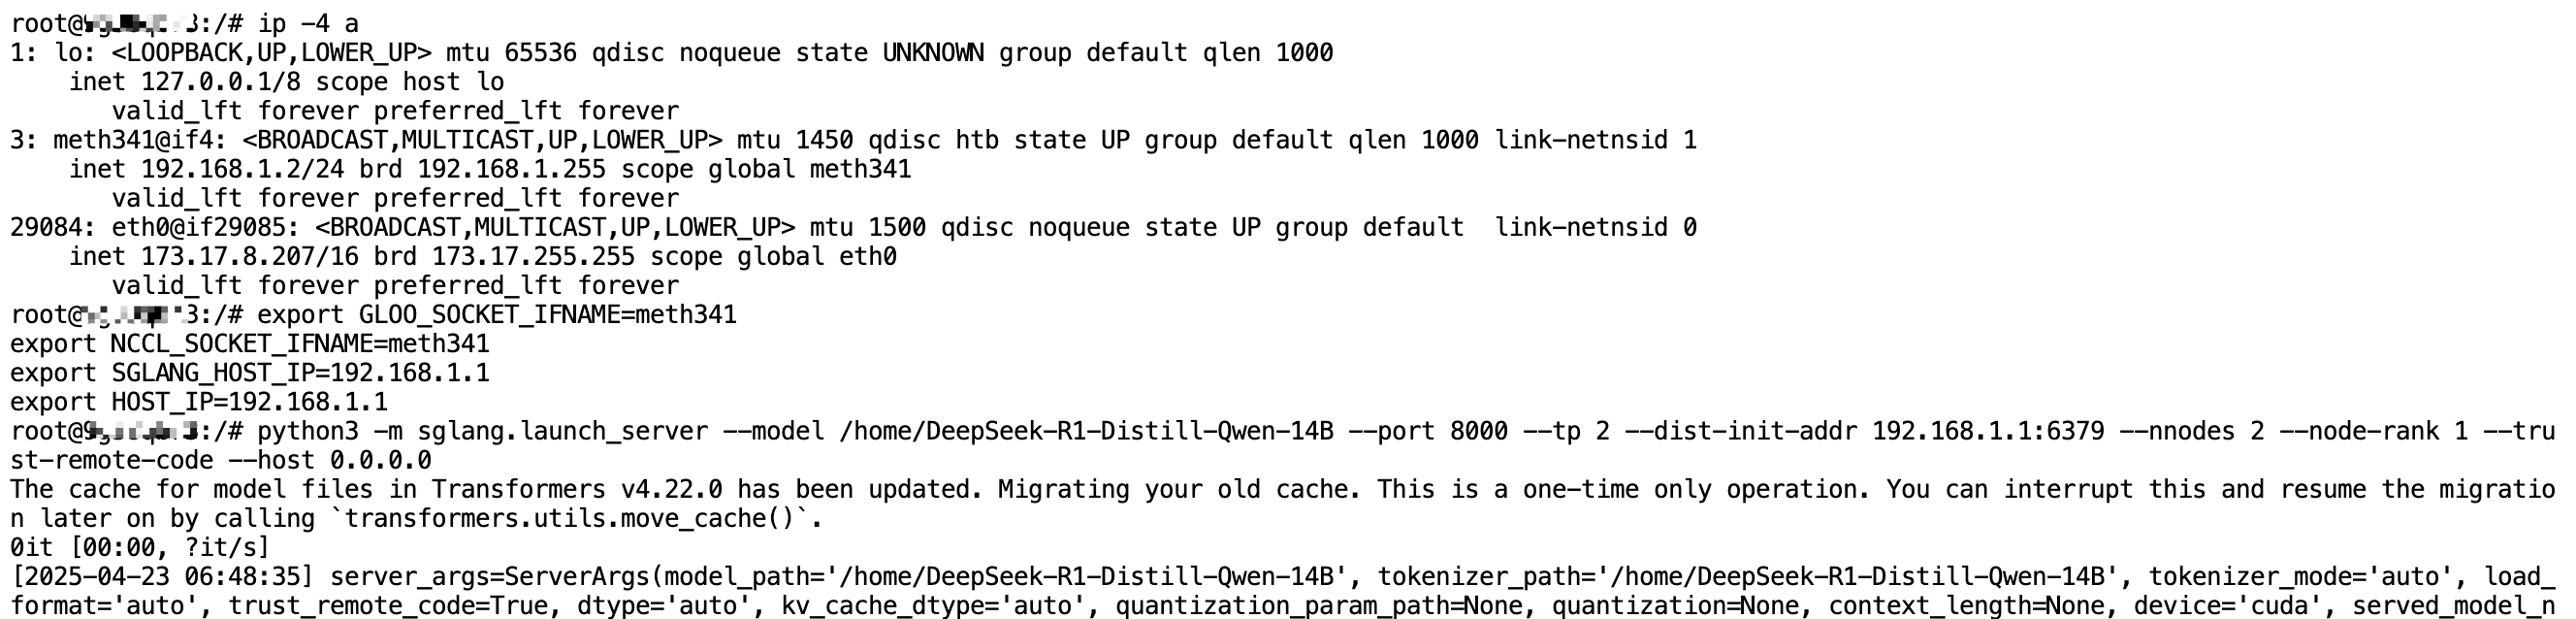 root@:/# ip -4 a
1: lo: <LOOPBACK,UP,LOWER_UP> mtu 65536 qdisc noqueue state UNKNOWN group default qlen 1000
    inet 127.0.0.1/8 scope host lo
       valid_lft forever preferred_lft forever
3: meth341@if4: <BROADCAST,MULTICAST,UP,LOWER_UP> mtu 1450 qdisc htb state UP group default qlen 1000 link-netnsid 1
    inet 192.168.1.2/24 brd 192.168.1.255 scope global meth341
       valid_lft forever preferred_lft forever
29084: eth0@if29085: <BROADCAST,MULTICAST,UP,LOWER_UP> mtu 1500 qdisc noqueue state UP group default  link-netnsid 0
    inet 173.17.8.207/16 brd 173.17.255.255 scope global eth0
       valid_lft forever preferred_lft forever
root@3:/# export GLOO_SOCKET_IFNAME=meth341
export NCCL_SOCKET_IFNAME=meth341
export SGLANG_HOST_IP=192.168.1.1
export HOST_IP=192.168.1.1
root@:/# python3 -m sglang.launch_server --model /home/DeepSeek-R1-Distill-Qwen-14B --port 8000 --tp 2 --dist-init-addr 192.168.1.1:6379 --nnodes 2 --node-rank 1 --tru
st-remote-code --host 0.0.0.0
The cache for model files in Transformers v4.22.0 has been updated. Migrating your old cache. This is a one-time only operation. You can interrupt this and resume the migratio
n later on by calling `transformers.utils.move_cache()`.
0it [00:00, ?it/s]
[2025-04-23 06:48:35] server_args=ServerArgs(model_path='/home/DeepSeek-R1-Distill-Qwen-14B', tokenizer_path='/home/DeepSeek-R1-Distill-Qwen-14B', tokenizer_mode='auto', load_
format='auto', trust_remote_code=True, dtype='auto', kv_cache_dtype='auto', quantization_param_path=None, quantization=None, context_length=None, device='cuda', served_model_n